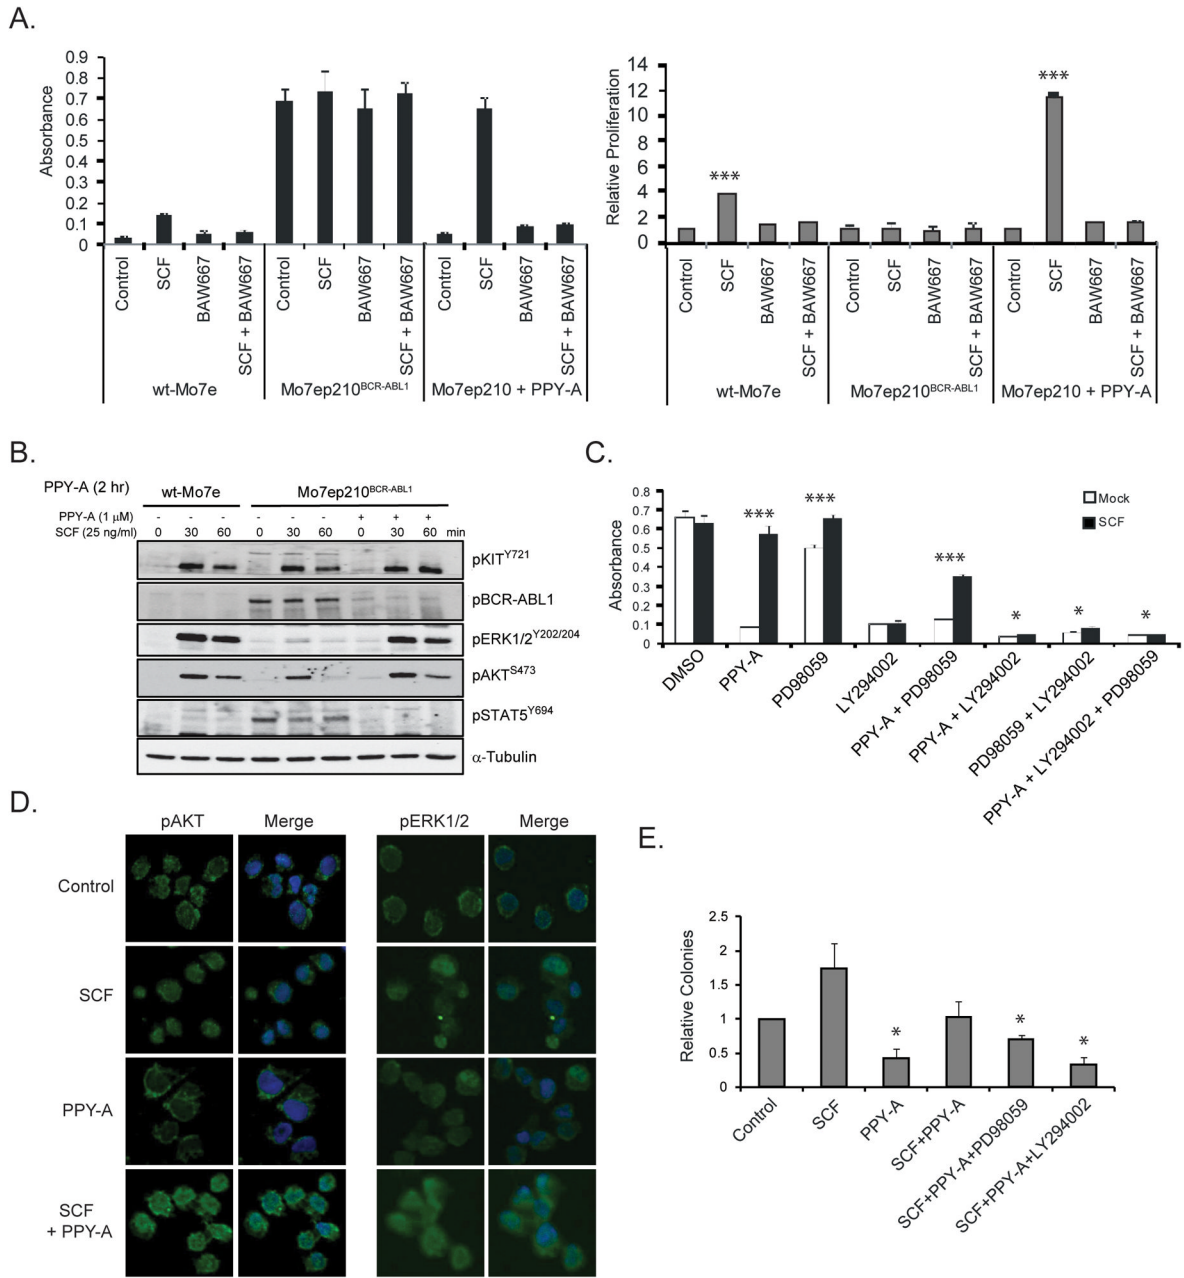 A.
Absorbance
0.9
0.8
0.7
0.6
0.5
0.4
0.3
0.2
0.1
0
Control
SCF
BAW667
SCF + BAW667
Control
SCF
BAW667
SCF + BAW667
Control
SCF
BAW667
SCF + BAW667
wt-Mo7e
Mo7ep210BCR-ABL1
Mo7ep210 + PPY-A
Relative Proliferation
14
12
10
8
6
4
2
0
***
***
Control
SCF
BAW667
SCF + BAW667
Control
SCF
BAW667
SCF + BAW667
Control
SCF
BAW667
SCF + BAW667
wt-Mo7e
Mo7ep210BCR-ABL1
Mo7ep210 + PPY-A
B.
PPY-A (2 hr) wt-Mo7e Mo7ep210BCR-ABL1
PPY-A (1 µM) - - - - - - + + +
SCF (25 ng/ml) 0 30 60 0 30 60 0 30 60 min
pKITY721
pBCR-ABL1
pERK1/2Y202/204
pAKTS473
pSTAT5Y694
α-Tubulin
C.
Absorbance
0.8
0.7
0.6
0.5
0.4
0.3
0.2
0.1
0
Mock
SCF
***
***
***
*
*
*
DMSO
PPY-A
PD98059
LY294002
PPY-A + PD98059
PPY-A + LY294002
PD98059 + LY294002
PPY-A + LY294002 + PD98059
D.
pAKT Merge pERK1/2 Merge
Control
SCF
PPY-A
SCF
+ PPY-A
E.
Relative Colonies
2.5
2
1.5
1
0.5
0
*
*
*
Control
SCF
PPY-A
SCF+PPY-A
SCF+PPY-A+PD98059
SCF+PPY-A+LY294002